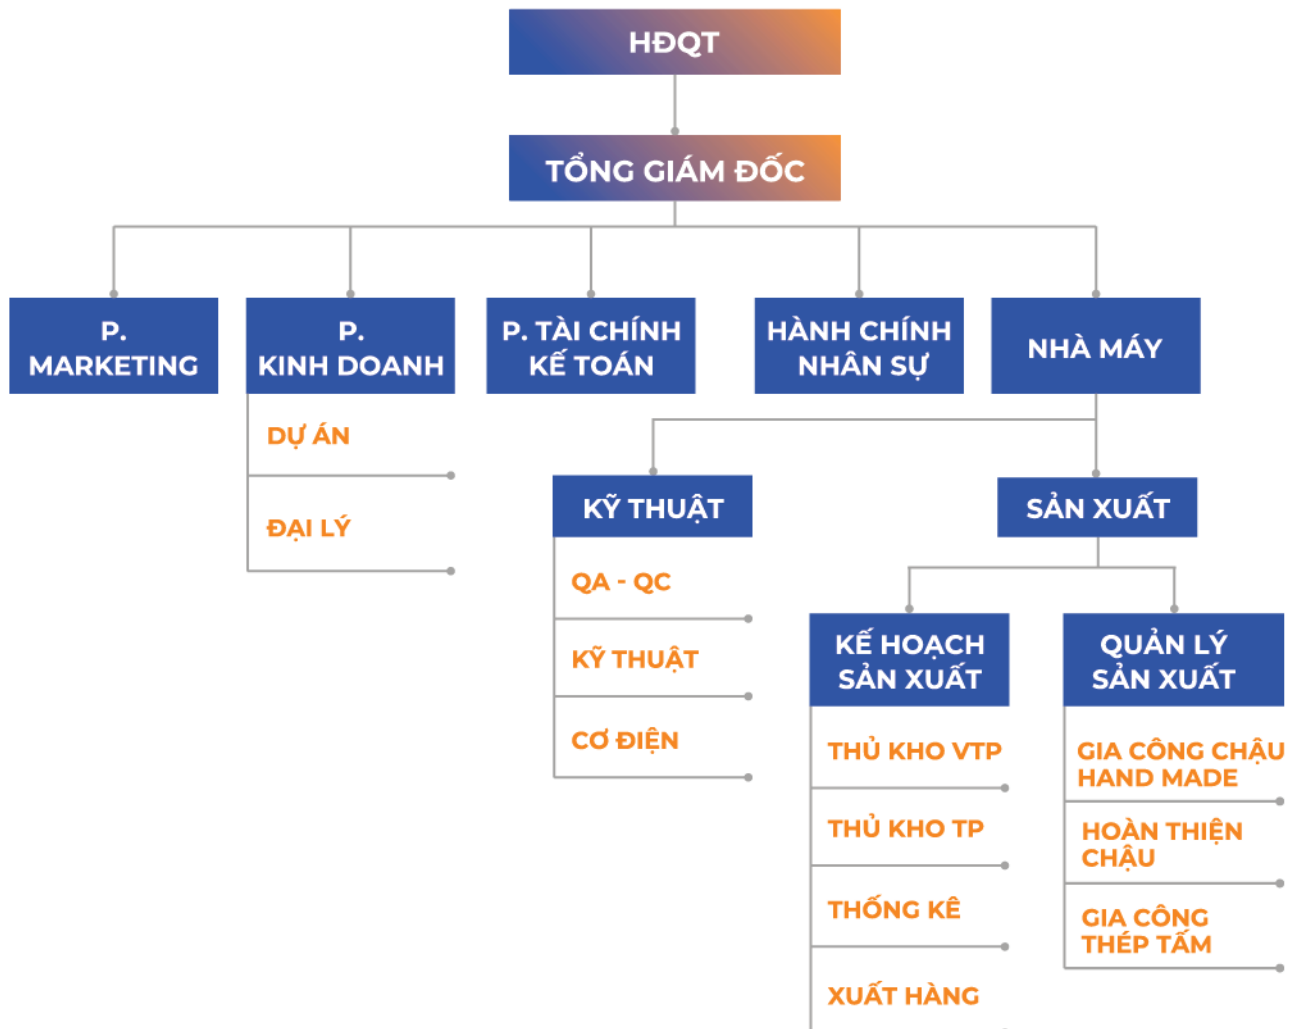 HĐQT
TỔNG GIÁM ĐỐC
P.
MARKETING
P.
KINH DOANH
P. TÀI CHÍNH
KẾ TOÁN
HÀNH CHÍNH
NHÂN SỰ
NHÀ MÁY
DỰ ÁN
ĐẠI LÝ
KỸ THUẬT
QA - QC
KỸ THUẬT
CƠ ĐIỆN
SẢN XUẤT
KẾ HOẠCH
SẢN XUẤT
THỦ KHO VTP
THỦ KHO TP
THỐNG KÊ
XUẤT HÀNG
QUẢN LÝ
SẢN XUẤT
GIA CÔNG CHẬU
HAND MADE
HOÀN THIỆN
CHẬU
GIA CÔNG
THÉP TẤM